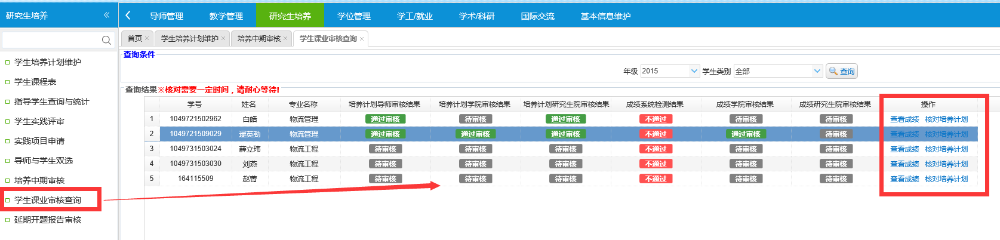 研究生培养 «
导师管理 教学管理 研究生培养 学位管理 学工/就业 学术/科研 国际交流 基本信息维护
首页 × 学生培养计划维护 × 培养中期审核 × 学生课业审核查询 ×
学生培养计划维护
学生课程表
指导学生查询与统计
学生实践评审
实践项目申请
导师与学生双选
培养中期审核
学生课业审核查询
延期开题报告审核
查询条件
年级 2015 学生类别 全部 查询
查询结果※核对需要一定时间，请耐心等待!
学号 姓名 专业名称 培养计划导师审核结果 培养计划学院审核结果 培养计划研究生院审核结果 成绩系统检测结果 成绩学院审核结果 成绩研究生院审核结果 操作
1 1049721502962 白皓 物流管理 通过审核 待审核 通过审核 不通过 待审核 待审核 查看成绩 核对培养计划
2 1049721509029 逯英劲 物流管理 通过审核 通过审核 通过审核 不通过 通过审核 待审核 查看成绩 核对培养计划
3 1049731503024 薛立玮 物流工程 待审核 待审核 待审核 不通过 待审核 待审核 查看成绩 核对培养计划
4 1049731503030 刘燕 物流工程 待审核 待审核 待审核 不通过 待审核 待审核 查看成绩 核对培养计划
5 164115509 赵菁 物流工程 待审核 待审核 待审核 不通过 待审核 待审核 查看成绩 核对培养计划